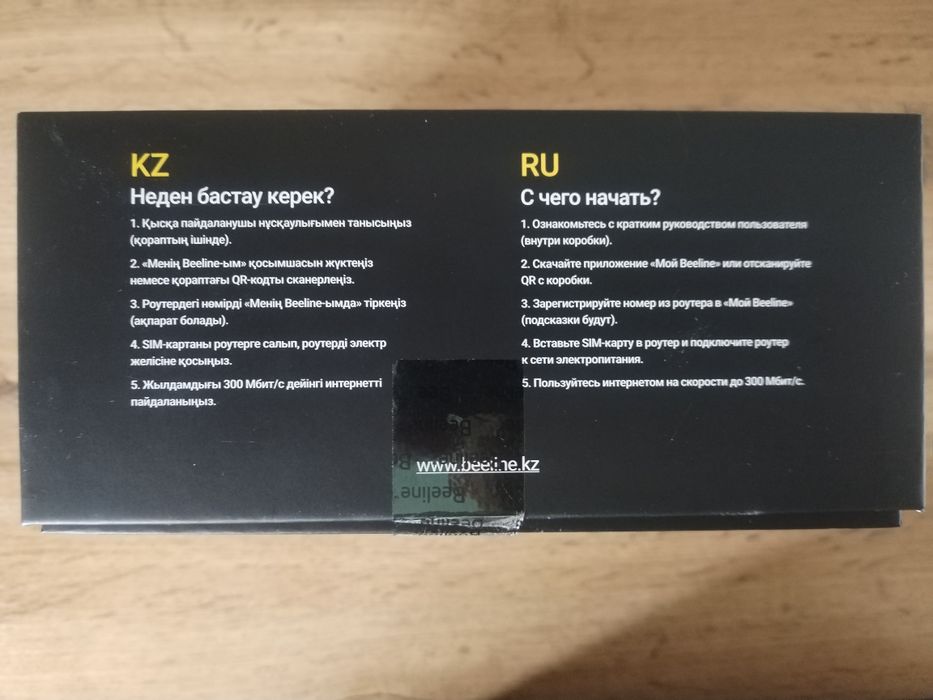 KZ
Неден бастау керек?
1. Қысқа пайдаланушы нұсқаулығымен танысыңыз
(қораптың ішінде).
2. «Менің Beeline-ым» қосымшасын жүктеңіз
немесе қораптағы QR-кодты сканерлеңіз.
3. Роутердегі нөмірді «Менің Beeline-ымда» тіркеңіз
(ақпарат болады).
4. SIM-картаны роутерге салып, роутерді электр
желісіне қосыңыз.
5. Жылдамдығы 300 Мбит/с дейінгі интернетті
пайдаланыңыз.
RU
С чего начать?
1. Ознакомьтесь с кратким руководством пользователя
(внутри коробки).
2. Скачайте приложение «Мой Beeline» или отсканируйте
QR с коробки.
3. Зарегистрируйте номер из роутера в «Мой Beeline»
(подсказки будут).
4. Вставьте SIM-карту в роутер и подключите роутер
к сети электропитания.
5. Пользуйтесь интернетом на скорости до 300 Мбит/с.
www.beeline.kz
Beeline